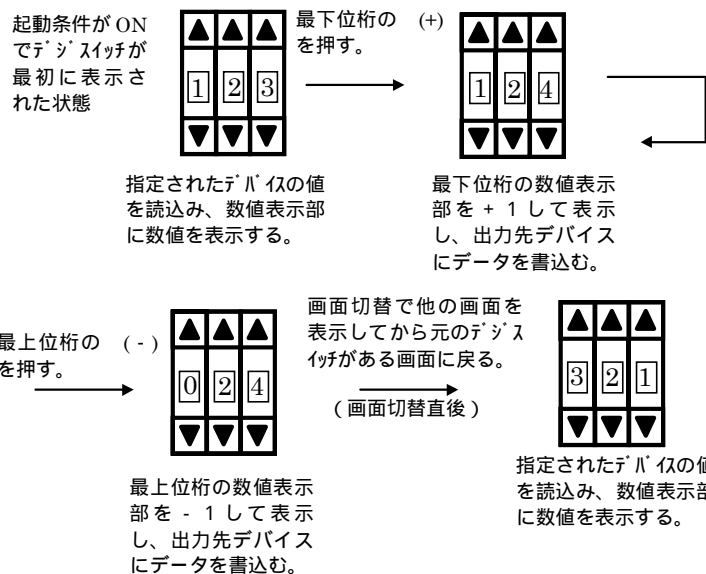 起動条件が ON
でﾃﾞｼﾞｽｲｯﾁが
最初に表示さ
れた状態
▲ ▲ ▲
1 2 3
▼ ▼ ▼
指定されたﾃﾞﾊﾞｲｽの値
を読込み、数値表示部
に数値を表示する。
最下位桁の (+)
を押す。
▲ ▲ ▲
1 2 4
▼ ▼ ▼
最下位桁の数値表示
部を + 1 して表示
し、出力先デバイス
にデータを書込む。
最上位桁の ( - )
を押す。
▲ ▲ ▲
0 2 4
▼ ▼ ▼
最上位桁の数値表示
部を - 1 して表示
し、出力先デバイス
にデータを書込む。
画面切替で他の画面を
表示してから元のﾃﾞｼﾞｽ
ｲｯﾁがある画面に戻る。
( 画面切替直後 )
▲ ▲ ▲
3 2 1
▼ ▼ ▼
指定されたﾃﾞﾊﾞｲｽの値
を読込み、数値表示部
に数値を表示する。